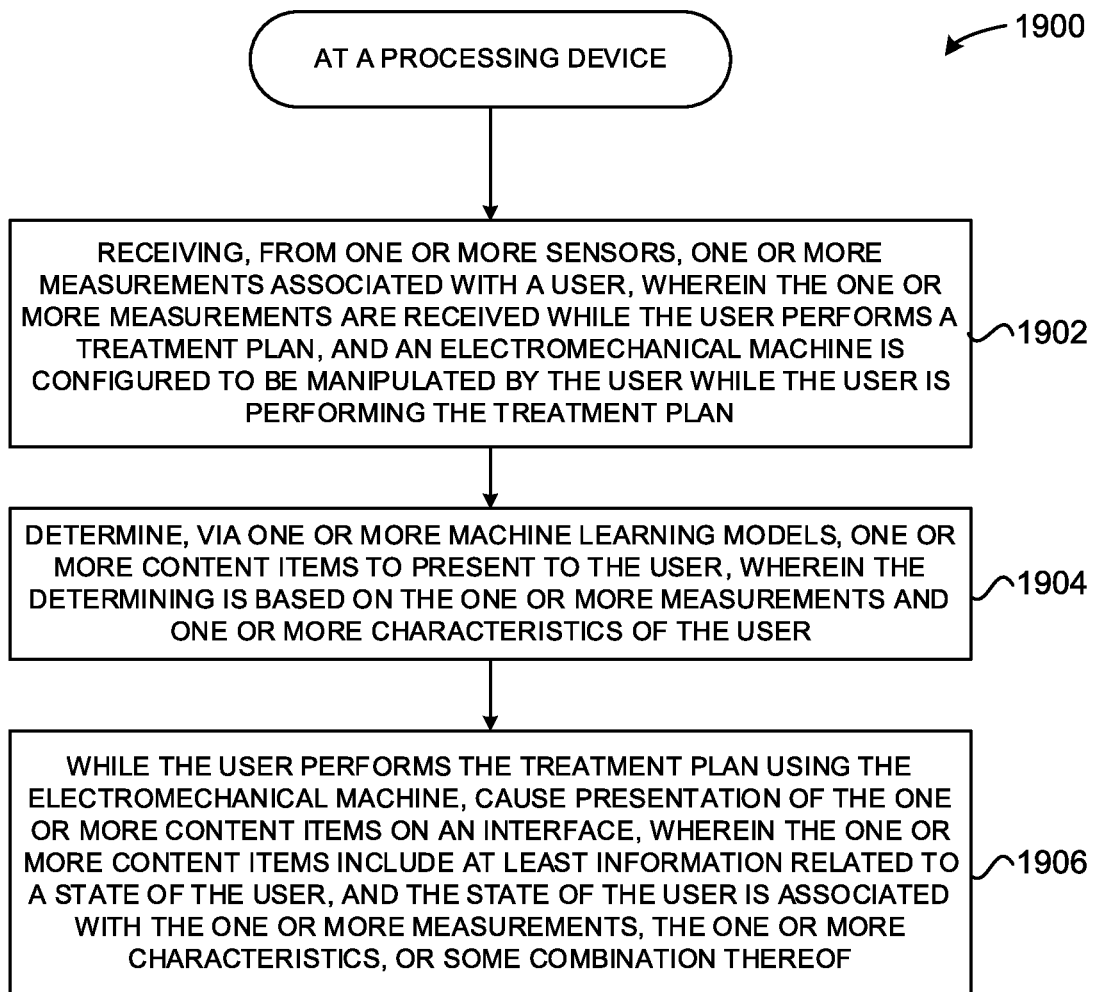 1900
AT A PROCESSING DEVICE
RECEIVING, FROM ONE OR MORE SENSORS, ONE OR MORE
MEASUREMENTS ASSOCIATED WITH A USER, WHEREIN THE ONE OR
MORE MEASUREMENTS ARE RECEIVED WHILE THE USER PERFORMS A
TREATMENT PLAN, AND AN ELECTROMECHANICAL MACHINE IS
CONFIGURED TO BE MANIPULATED BY THE USER WHILE THE USER IS
PERFORMING THE TREATMENT PLAN
1902
DETERMINE, VIA ONE OR MORE MACHINE LEARNING MODELS, ONE OR
MORE CONTENT ITEMS TO PRESENT TO THE USER, WHEREIN THE
DETERMINING IS BASED ON THE ONE OR MORE MEASUREMENTS AND
ONE OR MORE CHARACTERISTICS OF THE USER
1904
WHILE THE USER PERFORMS THE TREATMENT PLAN USING THE
ELECTROMECHANICAL MACHINE, CAUSE PRESENTATION OF THE ONE
OR MORE CONTENT ITEMS ON AN INTERFACE, WHEREIN THE ONE OR
MORE CONTENT ITEMS INCLUDE AT LEAST INFORMATION RELATED TO
A STATE OF THE USER, AND THE STATE OF THE USER IS ASSOCIATED
WITH THE ONE OR MORE MEASUREMENTS, THE ONE OR MORE
CHARACTERISTICS, OR SOME COMBINATION THEREOF
1906